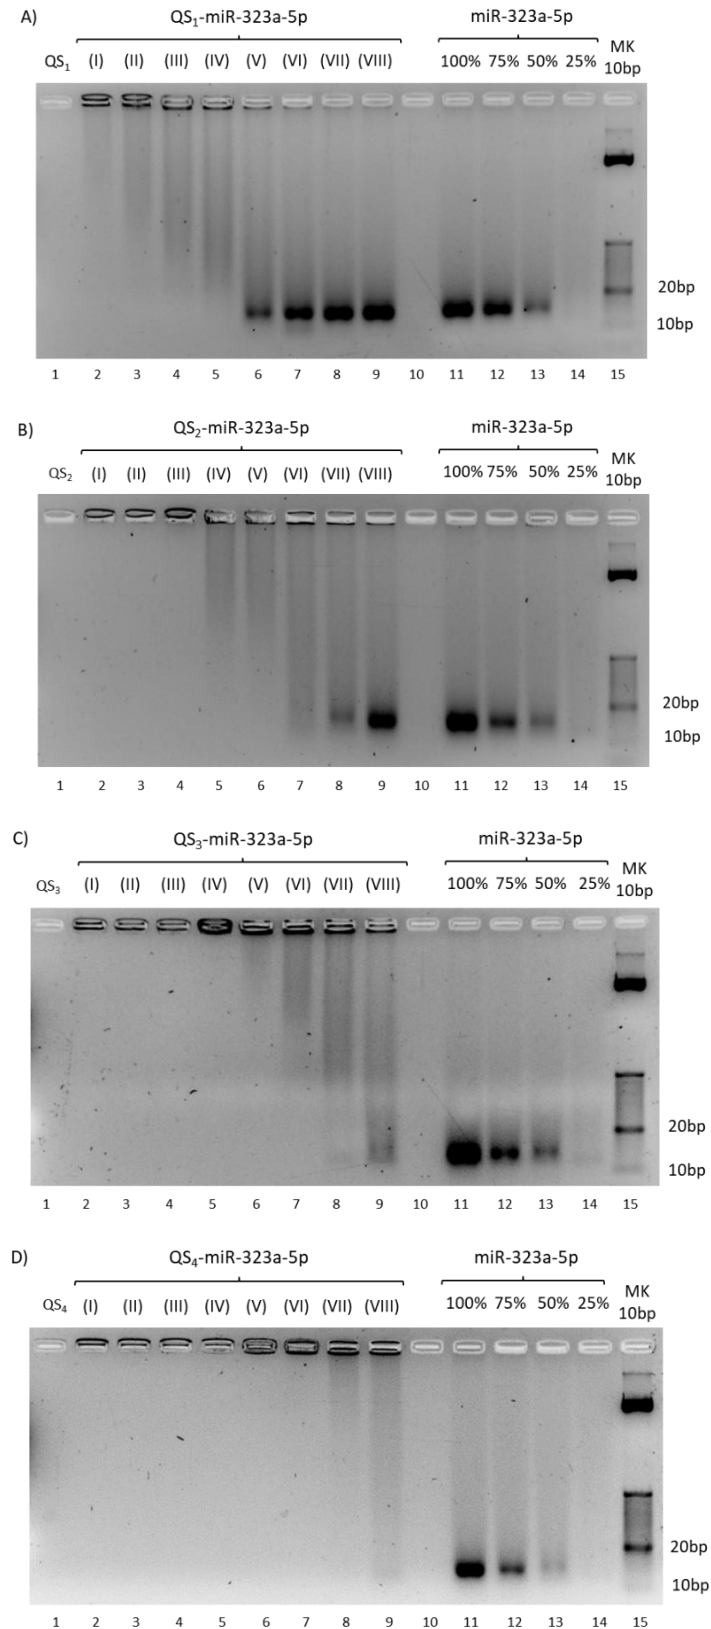 A) QS₁-miR-323a-5p miR-323a-5p
QS₁ (I) (II) (III) (IV) (V) (VI) (VII) (VIII) 100% 75% 50% 25% MK 10bp
20bp
10bp
1 2 3 4 5 6 7 8 9 10 11 12 13 14 15
B) QS₂-miR-323a-5p miR-323a-5p
QS₂ (I) (II) (III) (IV) (V) (VI) (VII) (VIII) 100% 75% 50% 25% MK 10bp
20bp
10bp
1 2 3 4 5 6 7 8 9 10 11 12 13 14 15
C) QS₃-miR-323a-5p miR-323a-5p
QS₃ (I) (II) (III) (IV) (V) (VI) (VII) (VIII) 100% 75% 50% 25% MK 10bp
20bp
10bp
1 2 3 4 5 6 7 8 9 10 11 12 13 14 15
D) QS₄-miR-323a-5p miR-323a-5p
QS₄ (I) (II) (III) (IV) (V) (VI) (VII) (VIII) 100% 75% 50% 25% MK 10bp
20bp
10bp
1 2 3 4 5 6 7 8 9 10 11 12 13 14 15